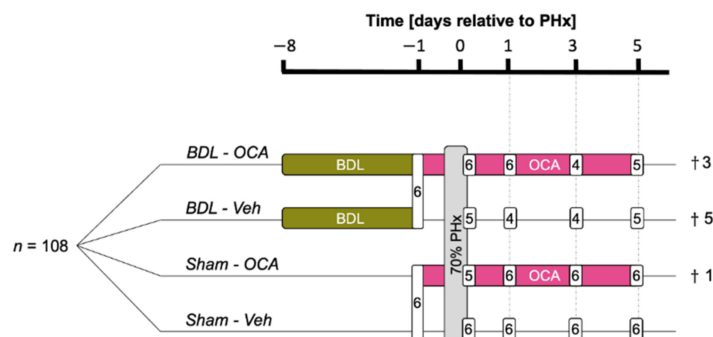 Time [days relative to PHx]
−8 −1 0 1 3 5
BDL - OCA
BDL 6 6 OCA 4 5 † 3
6
BDL - Veh
BDL 5 4 4 5 † 5
n = 108
70% PHx
Sham - OCA
5 6 OCA 6 6 † 1
6
Sham - Veh
6 6 6 6